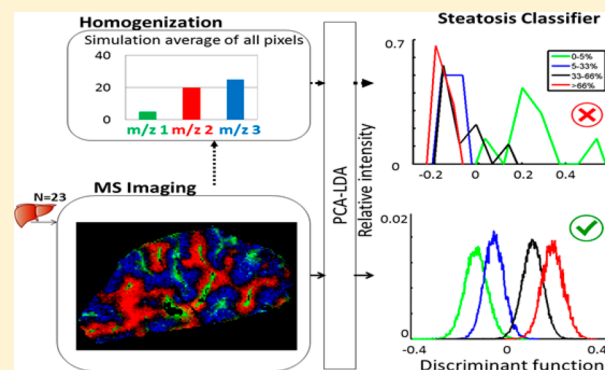 Homogenization
Simulation average of all pixels
40
20
0
m/z 1 m/z 2 m/z 3
MS Imaging
N=23
PCA-LDA
Steatosis Classifier
Relative intensity
0.7
0
0-5%
5-33%
33-66%
>66%
-0.2 0 0.2 0.4
0.02
0
-0.4 0 0.4
Discriminant function